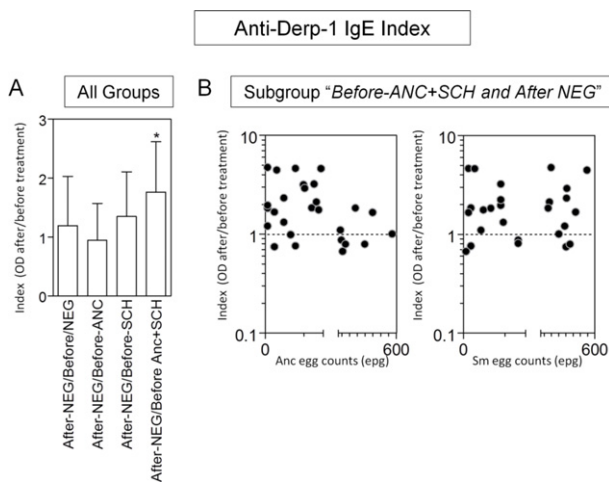 Anti-Derp-1 IgE Index
A
All Groups
Index (OD after/before treatment)
3
2
1
0
*
After-NEG/Before/NEG
After-NEG/Before-ANC
After-NEG/Before-SCH
After-NEG/Before Anc+SCH
B
Subgroup “Before-ANC+SCH and After NEG”
Index (OD after/before treatment)
10
1
0.1
0
600
Anc egg counts (epg)
Index (OD after/before treatment)
10
1
0.1
0
600
Sm egg counts (epg)